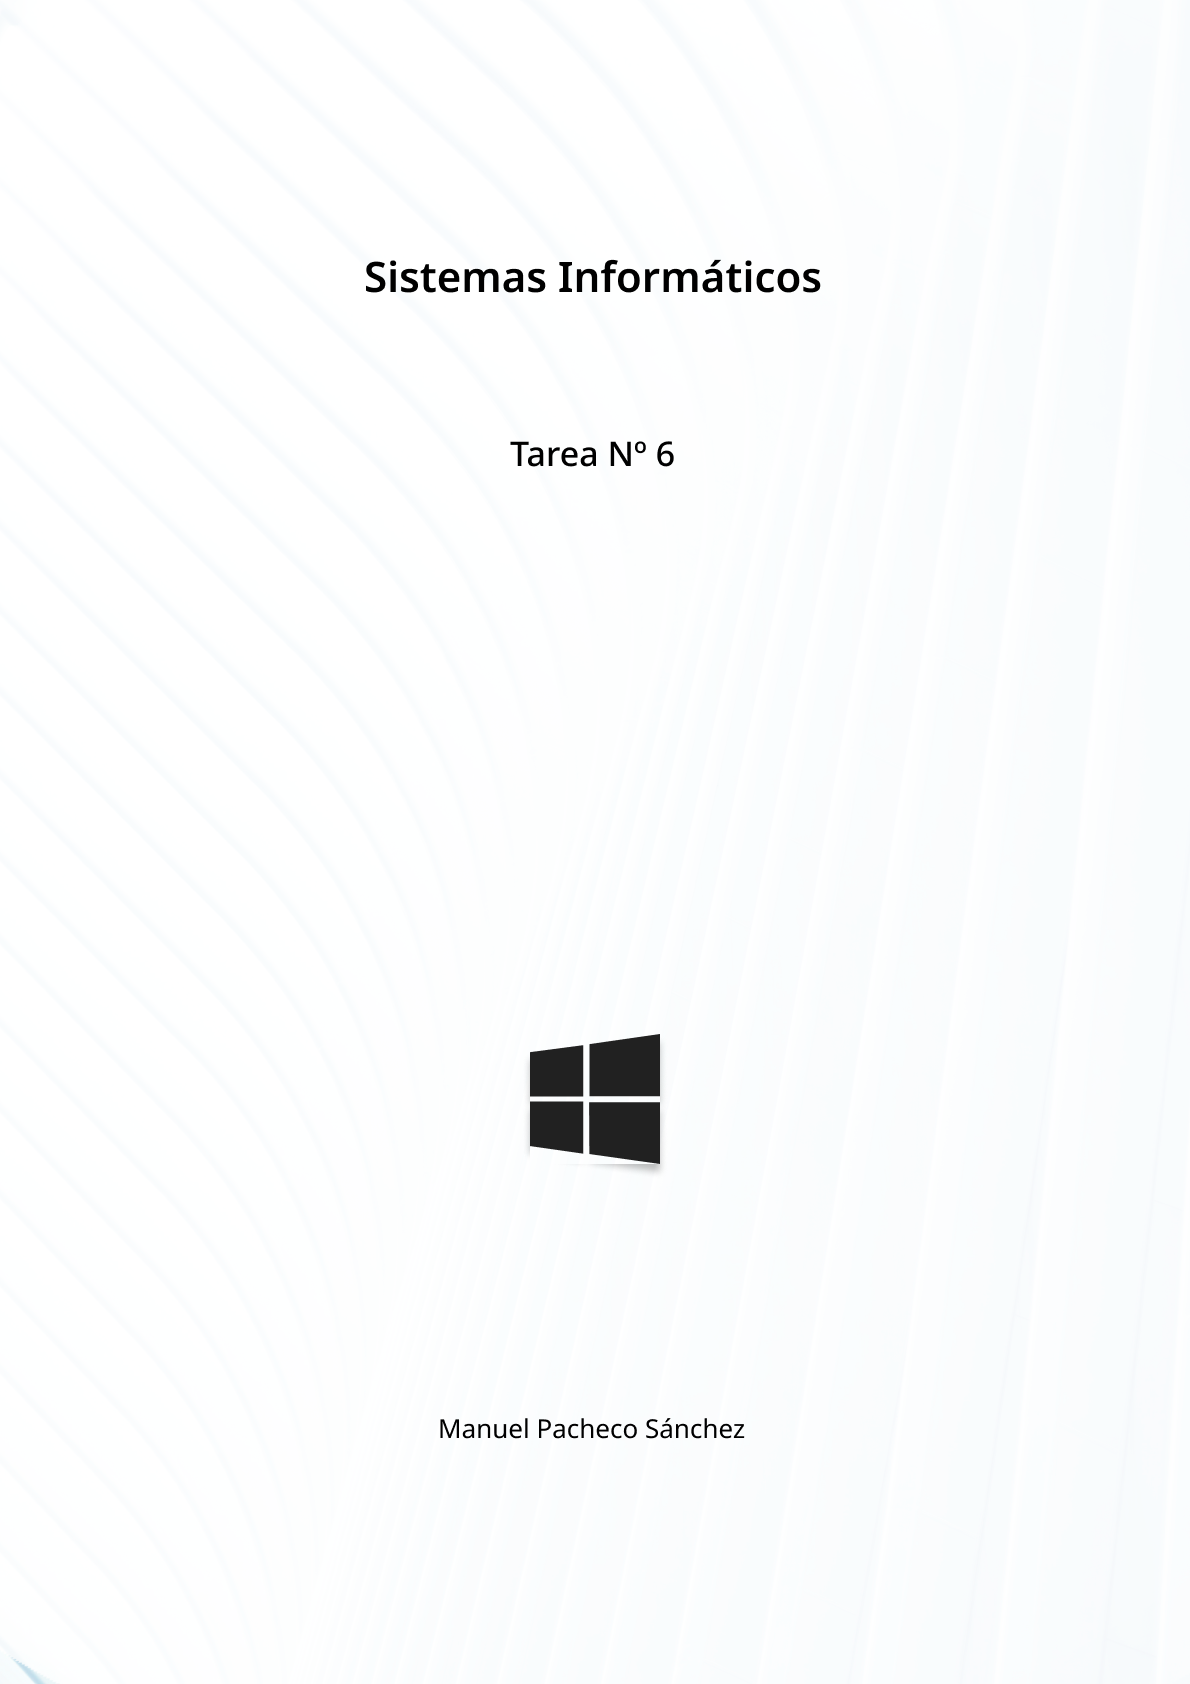 Sistemas Informáticos
Tarea Nº 6
Manuel Pacheco Sánchez